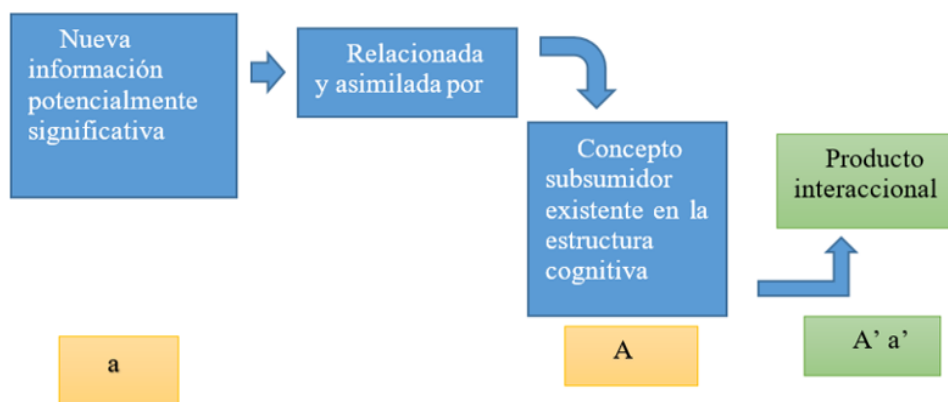 Nueva
información
potencialmente
significativa
Relacionada
y asimilada por
Concepto
subsumidor
existente en la
estructura
cognitiva
Producto
interaccional
a
A
A’ a’